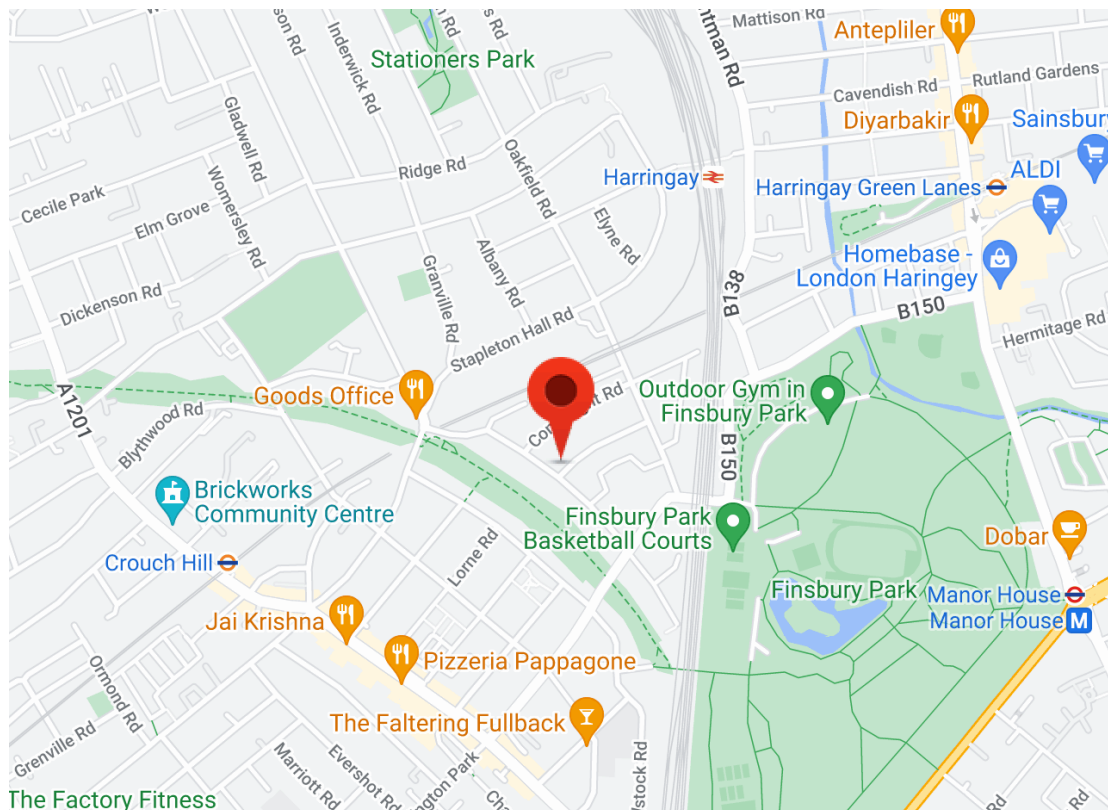 Mattison Rd
Antepliler
Stationers Park
Inderwick Rd
Rutland Gardens
Cavendish Rd
Gladwell Rd
Diyarbakir
Sainsbury
Oakfield Rd
Ridge Rd
ALDI
Harringay
Harringay Green Lanes
Womersley Rd
Cecile Park
Elm Grove
Elyne Rd
Albany Rd
Homebase -
London Haringey
Granville Rd
B138
Dickenson Rd
B150
Stapleton Hall Rd
Hermitage Rd
Goods Office
Outdoor Gym in
Finsbury Park
A1201
Blythwood Rd
B150
Brickworks
Community Centre
Finsbury Park
Basketball Courts
Dobar
Lorne Rd
Crouch Hill
Finsbury Park
Manor House
Manor House
M
Jai Krishna
Pizzeria Pappagone
Ormond Rd
The Faltering Fullback
Grenville Rd
Marriott Rd
Evershot Rd
The Factory Fitness